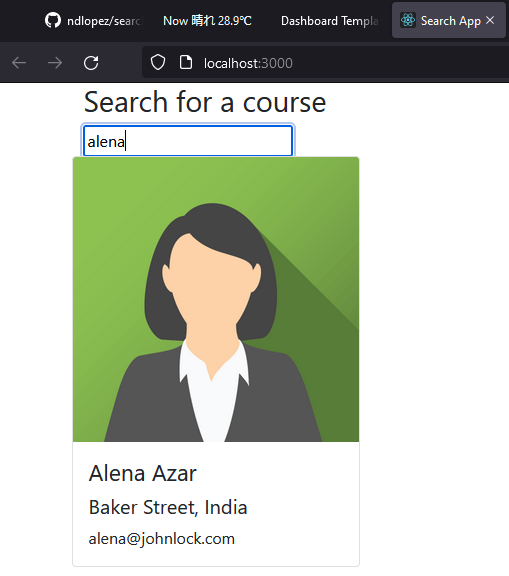 ndlopez/searc
Now 晴れ 28.9℃
Dashboard Templa
Search App
localhost:3000
Search for a course
alena
Alena Azar
Baker Street, India
alena@johnlock.com